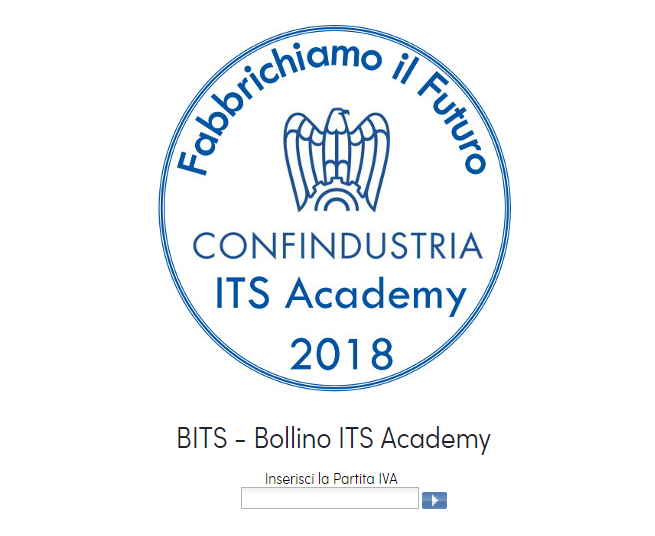 Fabbrichiamo il Futuro
CONFINDUSTRIA
ITS Academy
2018
BITS - Bollino ITS Academy
Inserisci la Partita IVA